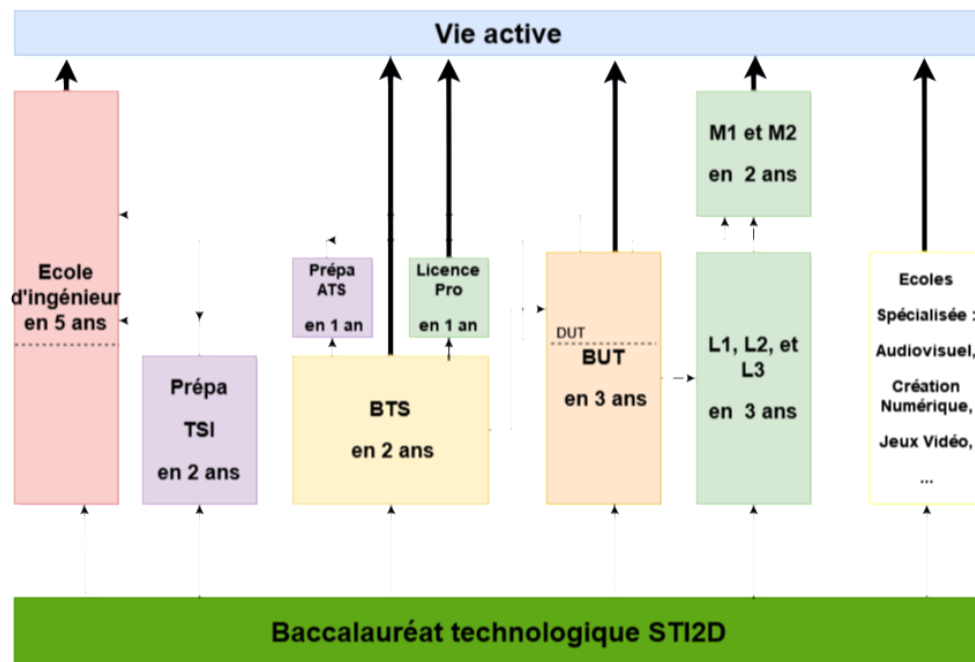 Vie active
M1 et M2
en 2 ans
Ecole
d'ingénieur
en 5 ans
Prépa
ATS
en 1 an
Licence
Pro
en 1 an
Ecoles
Spécialisée :
Audiovisuel,
Création
Numérique,
Jeux Vidéo,
...
DUT
BUT
en 3 ans
L1, L2, et
L3
en 3 ans
Prépa
TSI
en 2 ans
BTS
en 2 ans
Baccalauréat technologique STI2D